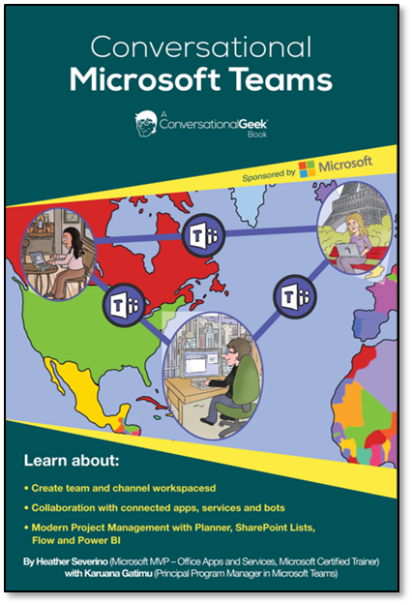 Conversational
Microsoft Teams
A
ConversationalGeek®
Book
Sponsored by Microsoft
T
T
T
Learn about:
• Create team and channel workspacesd
• Collaboration with connected apps, services and bots
• Modern Project Management with Planner, SharePoint Lists,
Flow and Power BI
By Heather Severino (Microsoft MVP – Office Apps and Services, Microsoft Certified Trainer)
with Karuana Gatimu (Principal Program Manager in Microsoft Teams)